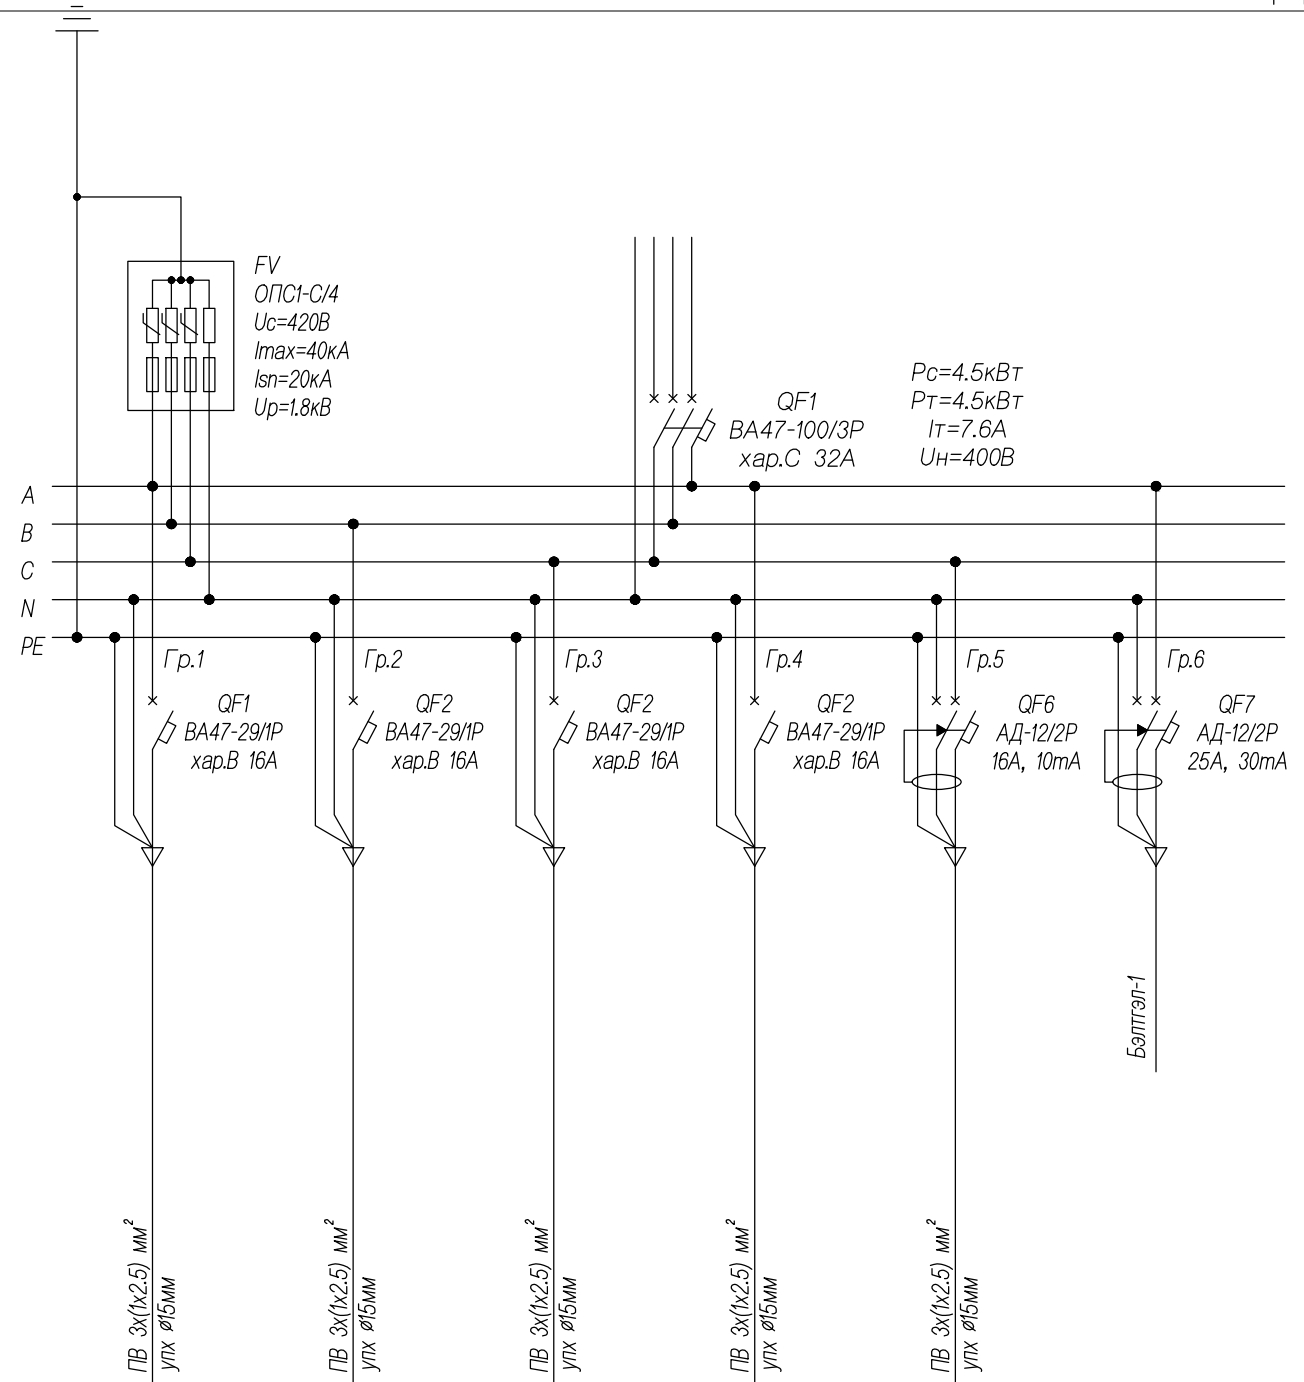 FV
ОПС1-С/4
Uc=420В
Imax=40кА
Isn=20кА
Up=1.8кВ
QF1
ВА47-100/3Р
хар.С 32А
Рс=4.5кВт
Рт=4.5кВт
Iт=7.6А
Uн=400В
A
B
C
N
PE
Гр.1
Гр.2
Гр.3
Гр.4
Гр.5
Гр.6
QF1
ВА47-29/1Р
хар.В 16А
QF2
ВА47-29/1Р
хар.В 16А
QF2
ВА47-29/1Р
хар.В 16А
QF2
ВА47-29/1Р
хар.В 16А
QF6
АД-12/2Р
16А, 10mA
QF7
АД-12/2Р
25А, 30mA
Бэлтгэл-1
ПВ 3х(1х2.5) мм²
упх ø15мм
ПВ 3х(1х2.5) мм²
упх ø15мм
ПВ 3х(1х2.5) мм²
упх ø15мм
ПВ 3х(1х2.5) мм²
упх ø15мм
ПВ 3х(1х2.5) мм²
упх ø15мм